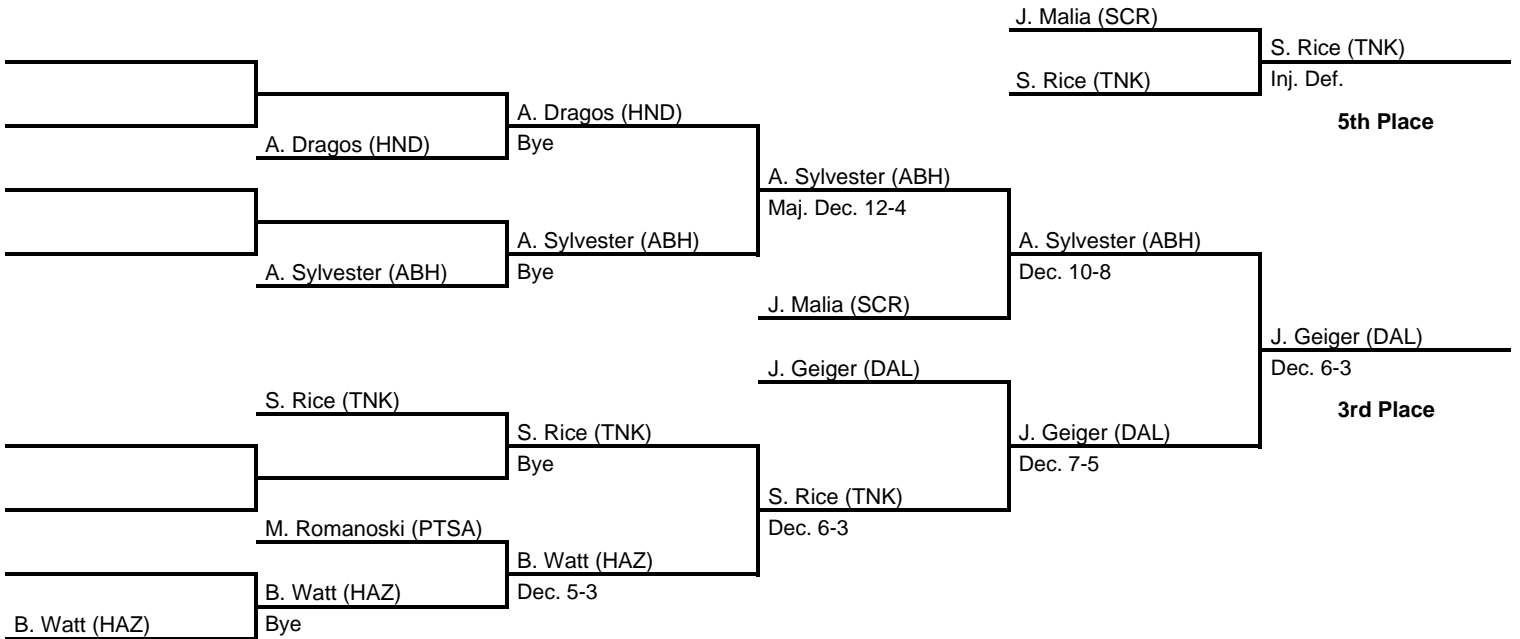 J. Malia (SCR)
S. Rice (TNK)
S. Rice (TNK)
Inj. Def.
A. Dragos (HND)
5th Place
A. Dragos (HND)
Bye
A. Sylvester (ABH)
Maj. Dec. 12-4
A. Sylvester (ABH)
A. Sylvester (ABH)
A. Sylvester (ABH)
Bye
Dec. 10-8
J. Malia (SCR)
J. Geiger (DAL)
J. Geiger (DAL)
Dec. 6-3
S. Rice (TNK)
3rd Place
S. Rice (TNK)
J. Geiger (DAL)
Bye
Dec. 7-5
S. Rice (TNK)
M. Romanoski (PTSA)
Dec. 6-3
B. Watt (HAZ)
B. Watt (HAZ)
Dec. 5-3
B. Watt (HAZ)
Bye